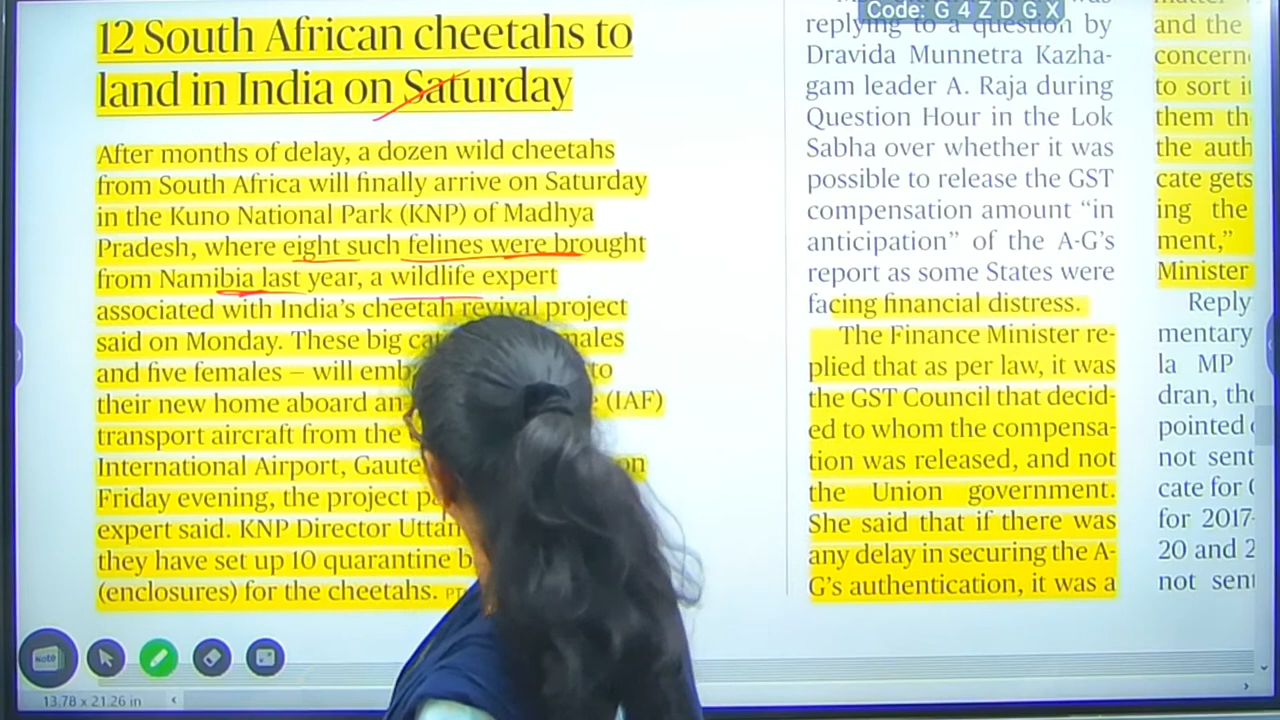 12 South African cheetahs to
land in India on Saturday
After months of delay, a dozen wild cheetahs
from South Africa will finally arrive on Saturday
in the Kuno National Park (KNP) of Madhya
Pradesh, where eight such felines were brought
from Namibia last year, a wildlife expert
associated with India's cheetah revival project
said on Monday. These big
and five females – will to
their new home aboard an (IAF)
transport aircraft from the
International Airport, on
Friday evening, the project
expert said. KNP Director
they have set up 10 quarantine
(enclosures) for the cheetahs.
Code: G 4 Z D G X
replying to a question by
Dravida Munnetra Kazha-
gam leader A. Raja during
Question Hour in the Lok
Sabha over whether it was
possible to release the GST
compensation amount “in
anticipation” of the A-G's
report as some States were
facing financial distress.
The Finance Minister re-
plied that as per law, it was
the GST Council that decid-
ed to whom the compensa-
tion was released, and not
the Union government.
She said that if there was
any delay in securing the A-
G's authentication, it was a
and the
concern
to sort
them
the
cate gets
ing the
ment,”
Minister
Reply
mentary
la MP
dran,
pointed
not sent
cate for
for 2017-
20 and 2
not sent
Note
13.78 x 21.26 in